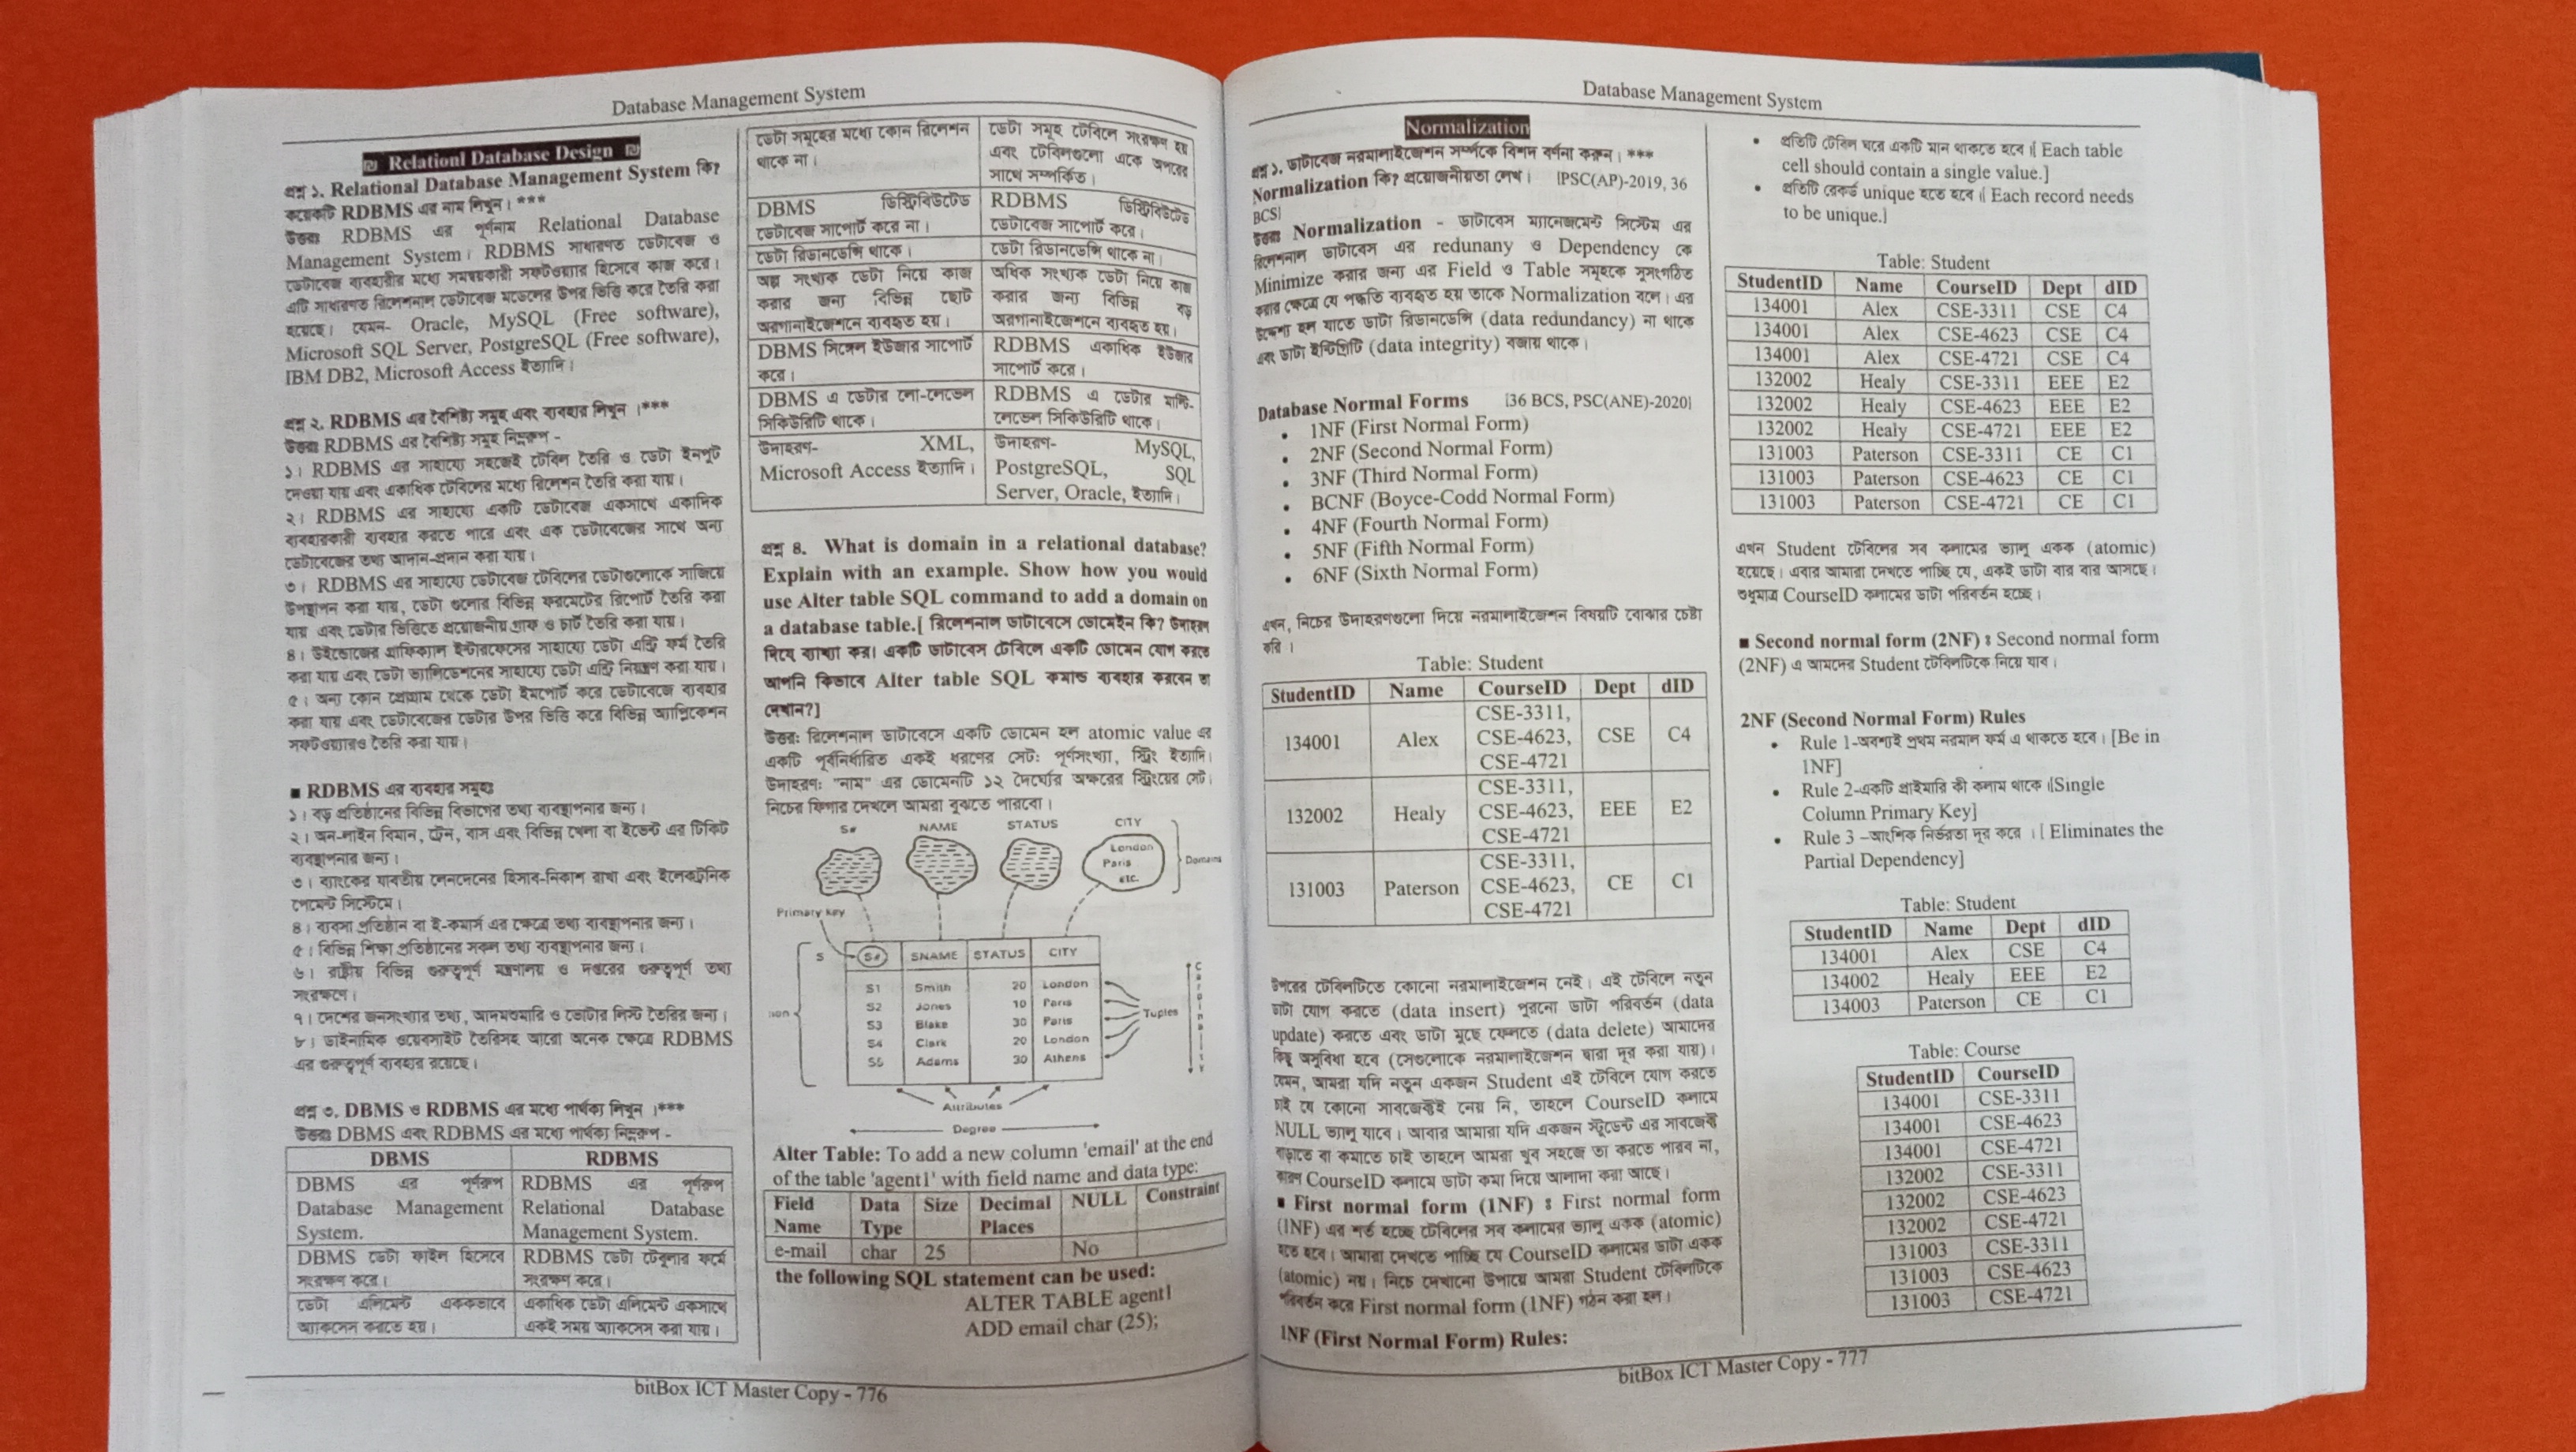 Database Management System
Relationl Database Design
প্রশ্ন ১. Relational Database Management System কি?
কয়েকটি RDBMS এর নাম লিখুন। ***
উত্তরঃ RDBMS এর পূর্ণনাম Relational Database
Management System। RDBMS সাধারণত ডেটাবেজ ও
ডেটাবেজ ব্যবহারীর মধ্যে সমন্বয়কারী সফটওয়্যার হিসেবে কাজ করে।
এটি সাধারণত রিলেশনাল ডেটাবেজ মডেলের উপর ভিত্তি করে তৈরি করা
হয়েছে। যেমন- Oracle, MySQL (Free software),
Microsoft SQL Server, PostgreSQL (Free software),
IBM DB2, Microsoft Access ইত্যাদি।
প্রশ্ন ২. RDBMS এর বৈশিষ্ট্য সমূহ এবং ব্যবহার লিখুন।***
উত্তরঃ RDBMS এর বৈশিষ্ট্য সমূহ নিম্নরূপ -
১। RDBMS এর সাহায্যে সহজেই টেবিল তৈরি ও ডেটা ইনপুট
দেওয়া যায় এবং একাধিক টেবিলের মধ্যে রিলেশন তৈরি করা যায়।
২। RDBMS এর সাহায্যে একটি ডেটাবেজ একসাথে একাদিক
ব্যবহারকারী ব্যবহার করতে পারে এবং এক ডেটাবেজের সাথে অন্য
ডেটাবেজের তথ্য আদান-প্রদান করা যায়।
৩। RDBMS এর সাহায্যে ডেটাবেজ টেবিলের ডেটাগুলোকে সাজিয়ে
উপস্থাপন করা যায়, ডেটা গুলোর বিভিন্ন ফরমেটের রিপোর্ট তৈরি করা
যায় এবং ডেটার ভিত্তিতে প্রয়োজনীয় গ্রাফ ও চার্ট তৈরি করা যায়।
৪। উইন্ডোজের গ্রাফিক্যাল ইন্টারফেসের সাহায্যে ডেটা এন্ট্রি ফর্ম তৈরি
করা যায় এবং ডেটা ভ্যালিডেশনের সাহায্যে ডেটা এন্ট্রি নিয়ন্ত্রণ করা যায়।
৫। অন্য কোন প্রোগ্রাম থেকে ডেটা ইমপোর্ট করে ডেটাবেজে ব্যবহার
করা যায় এবং ডেটাবেজের ডেটার উপর ভিত্তি করে বিভিন্ন অ্যাপ্লিকেশন
সফটওয়্যারও তৈরি করা যায়।
■ RDBMS এর ব্যবহার সমূহঃ
১। বড় প্রতিষ্ঠানের বিভিন্ন বিভাগের তথ্য ব্যবস্থাপনার জন্য।
২। অন-লাইন বিমান, ট্রেন, বাস এবং বিভিন্ন খেলা বা ইভেন্ট এর টিকিট
ব্যবস্থাপনার জন্য।
৩। ব্যাংকের যাবতীয় লেনদেনের হিসাব-নিকাশ রাখা এবং ইলেকট্রনিক
পেমেন্ট সিস্টেমে।
৪। ব্যবসা প্রতিষ্ঠান বা ই-কমার্স এর ক্ষেত্রে তথ্য ব্যবস্থাপনার জন্য।
৫। বিভিন্ন শিক্ষা প্রতিষ্ঠানের সকল তথ্য ব্যবস্থাপনার জন্য।
৬। রাষ্ট্রীয় বিভিন্ন গুরুত্বপূর্ণ মন্ত্রণালয় ও দপ্তরের গুরুত্বপূর্ণ তথ্য
সংরক্ষণে।
৭। দেশের জনসংখ্যার তথ্য, আদমশুমারি ও ভোটার লিস্ট তৈরির জন্য।
৮। ডাইনামিক ওয়েবসাইট তৈরিসহ আরো অনেক ক্ষেত্রে RDBMS
এর গুরুত্বপূর্ণ ব্যবহার রয়েছে।
প্রশ্ন ৩. DBMS ও RDBMS এর মধ্যে পার্থক্য লিখুন।***
উত্তরঃ DBMS এবং RDBMS এর মধ্যে পার্থক্য নিম্নরূপ -
DBMS RDBMS
DBMS এর পূর্ণরূপ RDBMS এর পূর্ণরূপ
Database Management Relational Database
System. Management System.
DBMS ডেটা ফাইল হিসেবে RDBMS ডেটা টেবুলার ফর্মে
সংরক্ষণ করে। সংরক্ষণ করে।
ডেটা এলিমেন্ট এককভাবে একাধিক ডেটা এলিমেন্ট একসাথে
অ্যাকসেস করতে হয়। একই সময় অ্যাকসেস করা যায়।
ডেটা সমূহের মধ্যে কোন রিলেশন ডেটা সমূহ টেবিলে সংরক্ষণ হয়
থাকে না। এবং টেবিলগুলো একে অপরের
সাথে সম্পর্কিত।
DBMS ডিস্ট্রিবিউটেড RDBMS ডিস্ট্রিবিউটেড
ডেটাবেজ সাপোর্ট করে না। ডেটাবেজ সাপোর্ট করে।
ডেটা রিডানডেন্সি থাকে। ডেটা রিডানডেন্সি থাকে না।
অল্প সংখ্যক ডেটা নিয়ে কাজ অধিক সংখ্যক ডেটা নিয়ে কাজ
করার জন্য বিভিন্ন ছোট করার জন্য বিভিন্ন বড়
অরগানাইজেশনে ব্যবহৃত হয়। অরগানাইজেশনে ব্যবহৃত হয়।
DBMS সিঙ্গেল ইউজার সাপোর্ট RDBMS একাধিক ইউজার
করে। সাপোর্ট করে।
DBMS এ ডেটার লো-লেভেল RDBMS এ ডেটার মাল্টি-
সিকিউরিটি থাকে। লেভেল সিকিউরিটি থাকে।
উদাহরণ- XML, উদাহরণ- MySQL,
Microsoft Access ইত্যাদি। PostgreSQL, SQL
Server, Oracle, ইত্যাদি।
প্রশ্ন 8. What is domain in a relational database?
Explain with an example. Show how you would
use Alter table SQL command to add a domain on
a database table.[ রিলেশনাল ডাটাবেসে ডোমেইন কি? উদাহরণ
দিয়ে ব্যাখ্যা কর। একটি ডাটাবেস টেবিলে একটি ডোমেন যোগ করতে
আপনি কিভাবে Alter table SQL কমান্ড ব্যবহার করবেন তা
দেখান?]
উত্তর: রিলেশনাল ডাটাবেসে একটি ডোমেন হল atomic value এর
একটি পূর্বনির্ধারিত একই ধরণের সেট: পূর্ণসংখ্যা, স্ট্রিং ইত্যাদি।
উদাহরণ: "নাম" এর ডোমেনটি ১২ দৈর্ঘ্যের অক্ষরের স্ট্রিংয়ের সেট।
নিচের ফিগার দেখলে আমরা বুঝতে পারবো।
S# NAME STATUS CITY
London
Paris
etc.
Domains
Primary key
S S# SNAME STATUS CITY
S1 Smith 20 London
S2 Jones 10 Paris
S3 Blake 30 Paris
S4 Clark 20 London
S5 Adams 30 Athens
Tuples
Cardinality
Attributes
Degree
Alter Table: To add a new column 'email' at the end
of the table 'agent1' with field name and data type:
Field Data Size Decimal NULL Constraint
Name Type Places
e-mail char 25 No
the following SQL statement can be used:
ALTER TABLE agent1
ADD email char (25);
bitBox ICT Master Copy - 776
Database Management System
Normalization
প্রশ্ন ১. ডাটাবেজ নরমালাইজেশন সর্ম্পকে বিশদ বর্ণনা করুন। ***
Normalization কি? প্রয়োজনীয়তা লেখ। [PSC(AP)-2019, 36
BCS]
উত্তরঃ Normalization - ডাটাবেস ম্যানেজমেন্ট সিস্টেম এর
রিলেশনাল ডাটাবেস এর redunany ও Dependency কে
Minimize করার জন্য এর Field ও Table সমূহকে সুসংগঠিত
করার ক্ষেত্রে যে পদ্ধতি ব্যবহৃত হয় তাকে Normalization বলে। এর
উদ্দেশ্য হল যাতে ডাটা রিডানডেন্সি (data redundancy) না থাকে
এবং ডাটা ইন্টিগ্রিটি (data integrity) বজায় থাকে।
Database Normal Forms [36 BCS, PSC(ANE)-2020]
• 1NF (First Normal Form)
• 2NF (Second Normal Form)
• 3NF (Third Normal Form)
• BCNF (Boyce-Codd Normal Form)
• 4NF (Fourth Normal Form)
• 5NF (Fifth Normal Form)
• 6NF (Sixth Normal Form)
এখন, নিচের উদাহরণগুলো দিয়ে নরমালাইজেশন বিষয়টি বোঝার চেষ্টা
করি ।
Table: Student
StudentID Name CourseID Dept dID
CSE-3311,
134001 Alex CSE-4623, CSE C4
CSE-4721
CSE-3311,
132002 Healy CSE-4623, EEE E2
CSE-4721
CSE-3311,
131003 Paterson CSE-4623, CE C1
CSE-4721
উপরের টেবিলটিতে কোনো নরমালাইজেশন নেই। এই টেবিলে নতুন
ডাটা যোগ করতে (data insert) পুরনো ডাটা পরিবর্তন (data
update) করতে এবং ডাটা মুছে ফেলতে (data delete) আমাদের
কিছু অসুবিধা হবে (সেগুলোকে নরমালাইজেশন দ্বারা দূর করা যায়)।
যেমন, আমরা যদি নতুন একজন Student এই টেবিলে যোগ করতে
চাই যে কোনো সাবজেক্টই নেয় নি, তাহলে CourseID কলামে
NULL ভ্যালু যাবে। আবার আমারা যদি একজন স্টুডেন্ট এর সাবজেক্ট
বাড়াতে বা কমাতে চাই তাহলে আমরা খুব সহজে তা করতে পারব না,
কারণ CourseID কলামে ডাটা কমা দিয়ে আলাদা করা আছে।
■ First normal form (1NF) ঃ First normal form
(1NF) এর শর্ত হচ্ছে টেবিলের সব কলামের ভ্যালু একক (atomic)
হতে হবে। আমারা দেখতে পাচ্ছি যে CourseID কলামের ডাটা একক
(atomic) নয়। নিচে দেখানো উপায়ে আমরা Student টেবিলটিকে
পরিবর্তন করে First normal form (1NF) গঠন করা হল।
1NF (First Normal Form) Rules:
• প্রতিটি টেবিল ঘরে একটি মান থাকতে হবে।[ Each table
cell should contain a single value.]
• প্রতিটি রেকর্ড unique হতে হবে।[ Each record needs
to be unique.]
Table: Student
StudentID Name CourseID Dept dID
134001 Alex CSE-3311 CSE C4
134001 Alex CSE-4623 CSE C4
134001 Alex CSE-4721 CSE C4
132002 Healy CSE-3311 EEE E2
132002 Healy CSE-4623 EEE E2
132002 Healy CSE-4721 EEE E2
131003 Paterson CSE-3311 CE C1
131003 Paterson CSE-4623 CE C1
131003 Paterson CSE-4721 CE C1
এখন Student টেবিলের সব কলামের ভ্যালু একক (atomic)
হয়েছে। এবার আমারা দেখতে পাচ্ছি যে, একই ডাটা বার বার আসছে।
শুধুমাত্র CourseID কলামের ডাটা পরিবর্তন হচ্ছে।
■ Second normal form (2NF) ঃ Second normal form
(2NF) এ আমদের Student টেবিলটিকে নিয়ে যাব।
2NF (Second Normal Form) Rules
• Rule 1-অবশ্যই প্রথম নরমাল ফর্ম এ থাকতে হবে। [Be in
1NF]
• Rule 2-একটি প্রাইমারি কী কলাম থাকে।[Single
Column Primary Key]
• Rule 3 –আংশিক নির্ভরতা দূর করে । [ Eliminates the
Partial Dependency]
Table: Student
StudentID Name Dept dID
134001 Alex CSE C4
134002 Healy EEE E2
134003 Paterson CE C1
Table: Course
StudentID CourseID
134001 CSE-3311
134001 CSE-4623
134001 CSE-4721
132002 CSE-3311
132002 CSE-4623
132002 CSE-4721
131003 CSE-3311
131003 CSE-4623
131003 CSE-4721
bitBox ICT Master Copy - 777